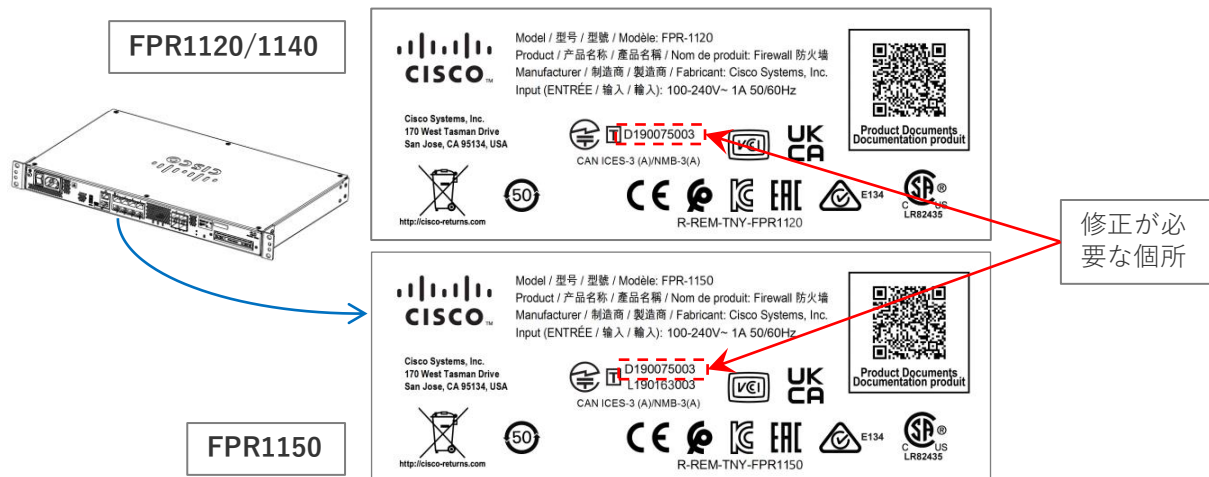 FPR1120/1140
CISCO™
Model / 型号 / 型號 / Modèle: FPR-1120
Product / 产品名称 / 產品名稱 / Nom de produit: Firewall 防火墙
Manufacturer / 制造商 / 製造商 / Fabricant: Cisco Systems, Inc.
Input (ENTRÉE / 输入 / 輸入): 100-240V~ 1A 50/60Hz
Cisco Systems, Inc.
170 West Tasman Drive
San Jose, CA 95134, USA
T D190075003
CAN ICES-3 (A)/NMB-3(A)
VCI
UK
CA
Product Documents
Documentation produit
http://cisco-returns.com
50
CE
EAC
E134
C US
LR82435
R-REM-TNY-FPR1120
修正が必
要な個所
CISCO™
Model / 型号 / 型號 / Modèle: FPR-1150
Product / 产品名称 / 產品名稱 / Nom de produit: Firewall 防火墙
Manufacturer / 制造商 / 製造商 / Fabricant: Cisco Systems, Inc.
Input (ENTRÉE / 输入 / 輸入): 100-240V~ 1A 50/60Hz
Cisco Systems, Inc.
170 West Tasman Drive
San Jose, CA 95134, USA
T D190075003
L190163003
CAN ICES-3 (A)/NMB-3(A)
VCI
UK
CA
Product Documents
Documentation produit
http://cisco-returns.com
50
CE
EAC
E134
C US
LR82435
R-REM-TNY-FPR1150
FPR1150